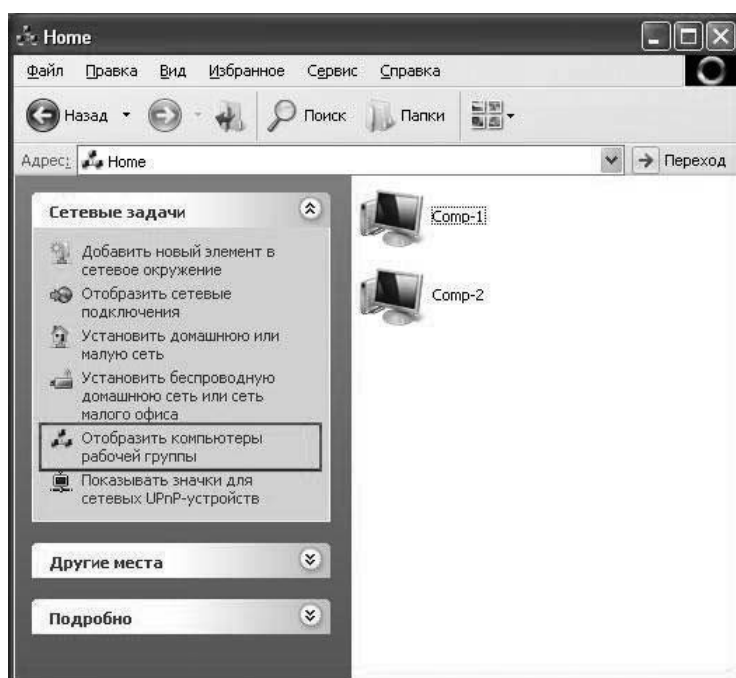 Home
Файл Правка Вид Избранное Сервис Справка
Назад Поиск Папки
Адрес: Home Переход
Сетевые задачи
Добавить новый элемент в
сетевое окружение
Отобразить сетевые
подключения
Установить домашнюю или
малую сеть
Установить беспроводную
домашнюю сеть или сеть
малого офиса
Отобразить компьютеры
рабочей группы
Показывать значки для
сетевых UPnP-устройств
Другие места
Подробно
Comp-1
Comp-2